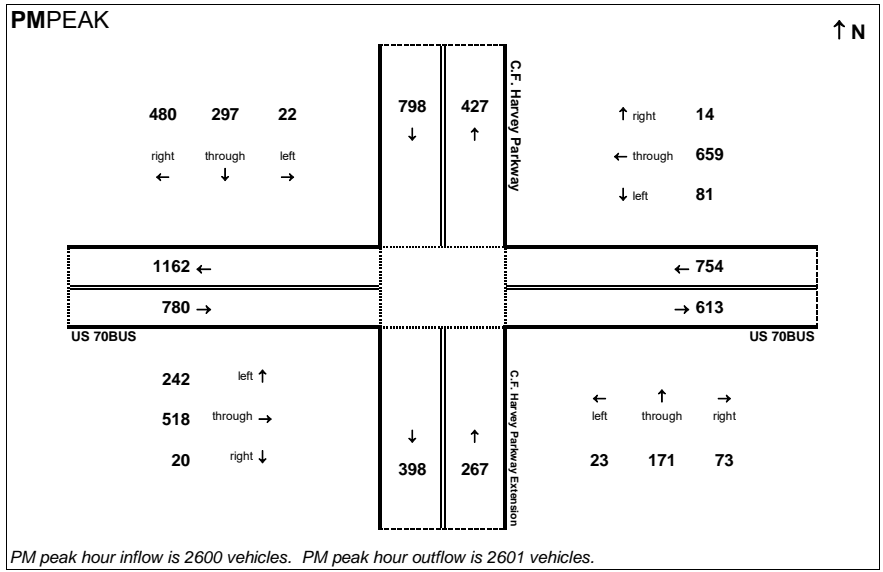 PMPEAK
↑ N
480 297 22
right through left
← ↓ →
798 427
↓ ↑
C.F. Harvey Parkway
↑ right 14
← through 659
↓ left 81
1162 ←
780 →
← 754
→ 613
US 70BUS
US 70BUS
242 left ↑
518 through →
20 right ↓
↓ ↑
398 267
C.F. Harvey Parkway Extension
← ↑ →
left through right
23 171 73
PM peak hour inflow is 2600 vehicles. PM peak hour outflow is 2601 vehicles.